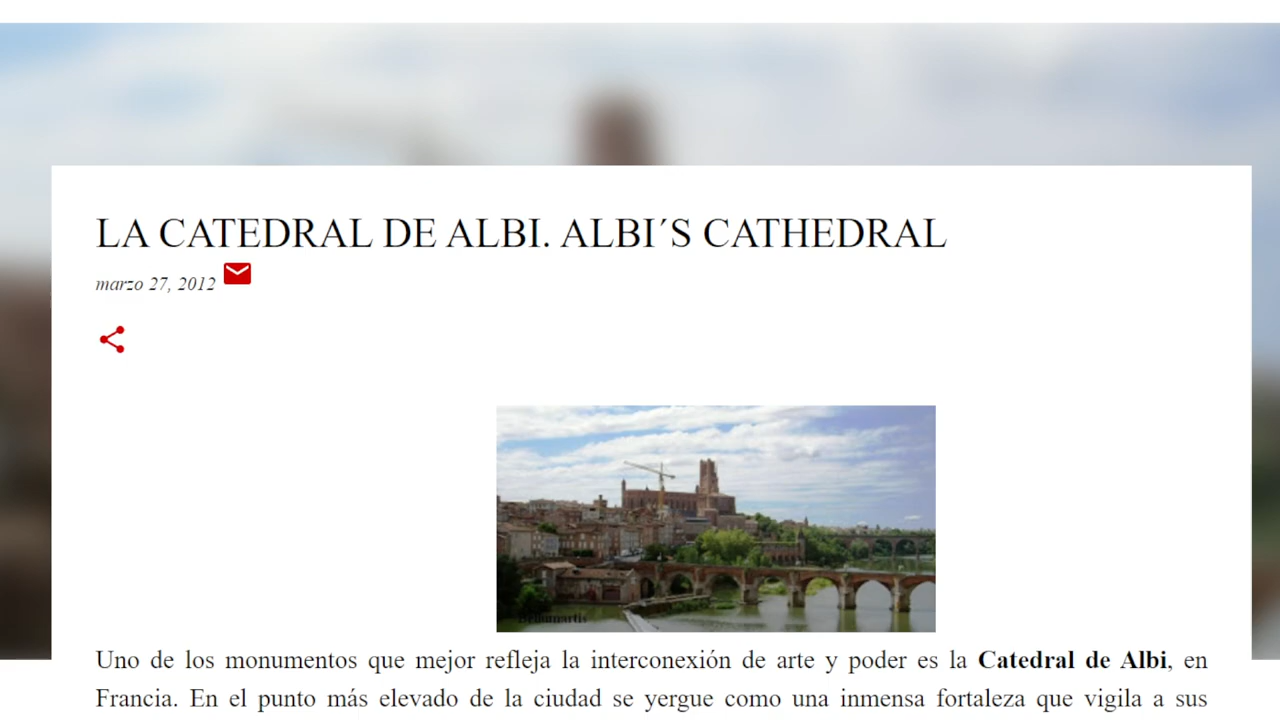 LA CATEDRAL DE ALBI. ALBI´S CATHEDRAL
marzo 27, 2012
Uno de los monumentos que mejor refleja la interconexión de arte y poder es la Catedral de Albi, en
Francia. En el punto más elevado de la ciudad se yergue como una inmensa fortaleza que vigila a sus